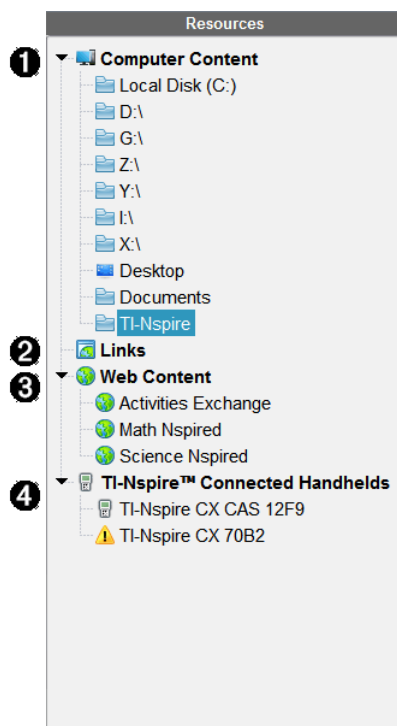 Resources
1 Computer Content
Local Disk (C:)
D:\
G:\
Z:\
Y:\
I:\
X:\
Desktop
Documents
TI-Nspire
2 Links
3 Web Content
Activities Exchange
Math Nspired
Science Nspired
4 TI-Nspire™ Connected Handhelds
TI-Nspire CX CAS 12F9
TI-Nspire CX 70B2